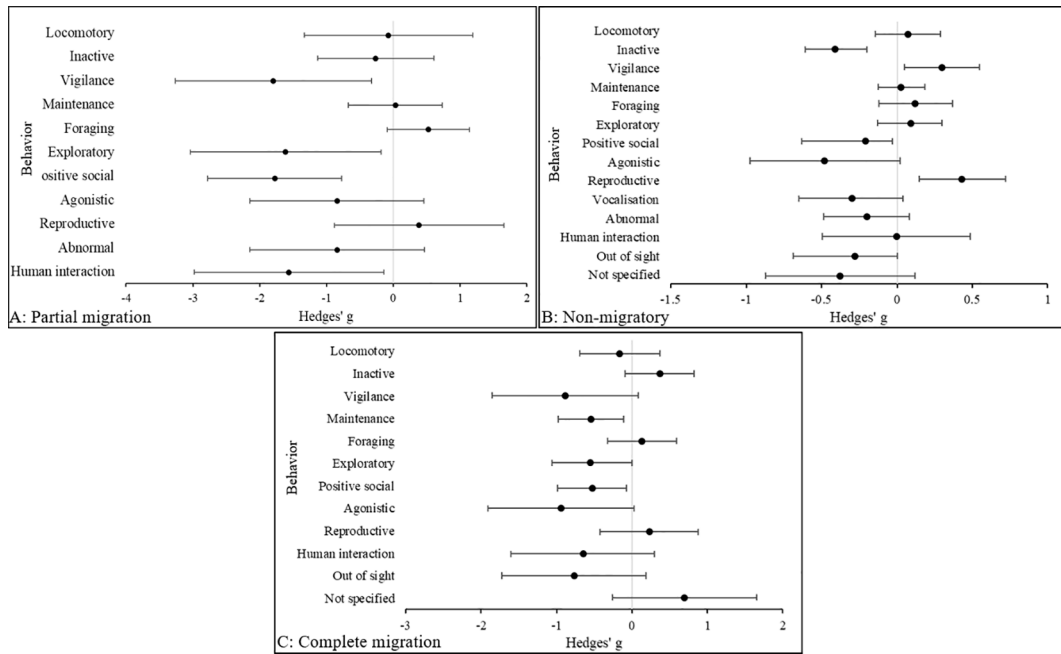 Locomotory
Inactive
Vigilance
Maintenance
Foraging
Exploratory
ositive social
Agonistic
Reproductive
Abnormal
Human interaction
Behavior
-4 -3 -2 -1 0 1 2
Hedges' g
A: Partial migration
Locomotory
Inactive
Vigilance
Maintenance
Foraging
Exploratory
Positive social
Agonistic
Reproductive
Vocalisation
Abnormal
Human interaction
Out of sight
Not specified
Behavior
-1.5 -1 -0.5 0 0.5 1
Hedges' g
B: Non-migratory
Locomotory
Inactive
Vigilance
Maintenance
Foraging
Exploratory
Positive social
Agonistic
Reproductive
Human interaction
Out of sight
Not specified
Behavior
-3 -2 -1 0 1 2
Hedges' g
C: Complete migration